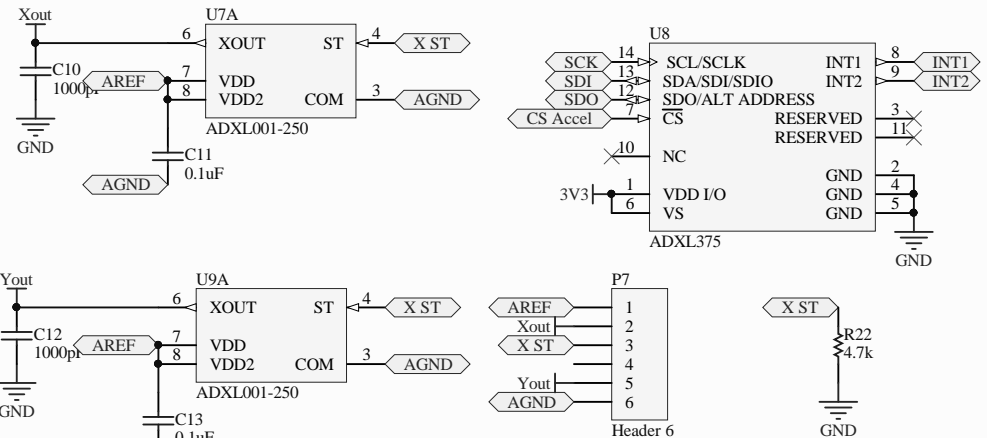 Xout
U7A
6
XOUT
ST
4
X ST
C10
AREF
7
VDD
8
VDD2
COM
3
AGND
GND
ADXL001-250
C11
0.1uF
AGND
U8
SCK
14
SCL/SCLK
INT1
8
INT1
SDI
13
SDA/SDI/SDIO
INT2
9
INT2
SDO
12
SDO/ALT ADDRESS
CS Accel
7
CS
RESERVED
3
RESERVED
11
10
NC
GND
2
3V3
1
VDD I/O
GND
4
6
VS
GND
5
ADXL375
GND
Yout
U9A
6
XOUT
ST
4
X ST
C12
AREF
7
VDD
8
VDD2
COM
3
AGND
GND
ADXL001-250
C13
0.1uF
P7
AREF
1
Xout
2
X ST
3
4
Yout
5
AGND
6
Header 6
X ST
R22
4.7k
GND